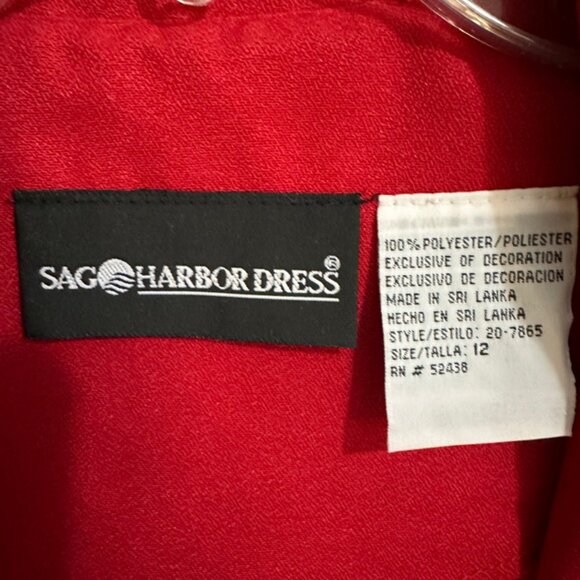 SAG HARBOR DRESS®
100% POLYESTER/POLIESTER
EXCLUSIVE OF DECORATION
EXCLUSIVO DE DECORACION
MADE IN SRI LANKA
HECHO EN SRI LANKA
STYLE/ESTILO: 20-7865
SIZE/TALLA: 12
RN # 52438